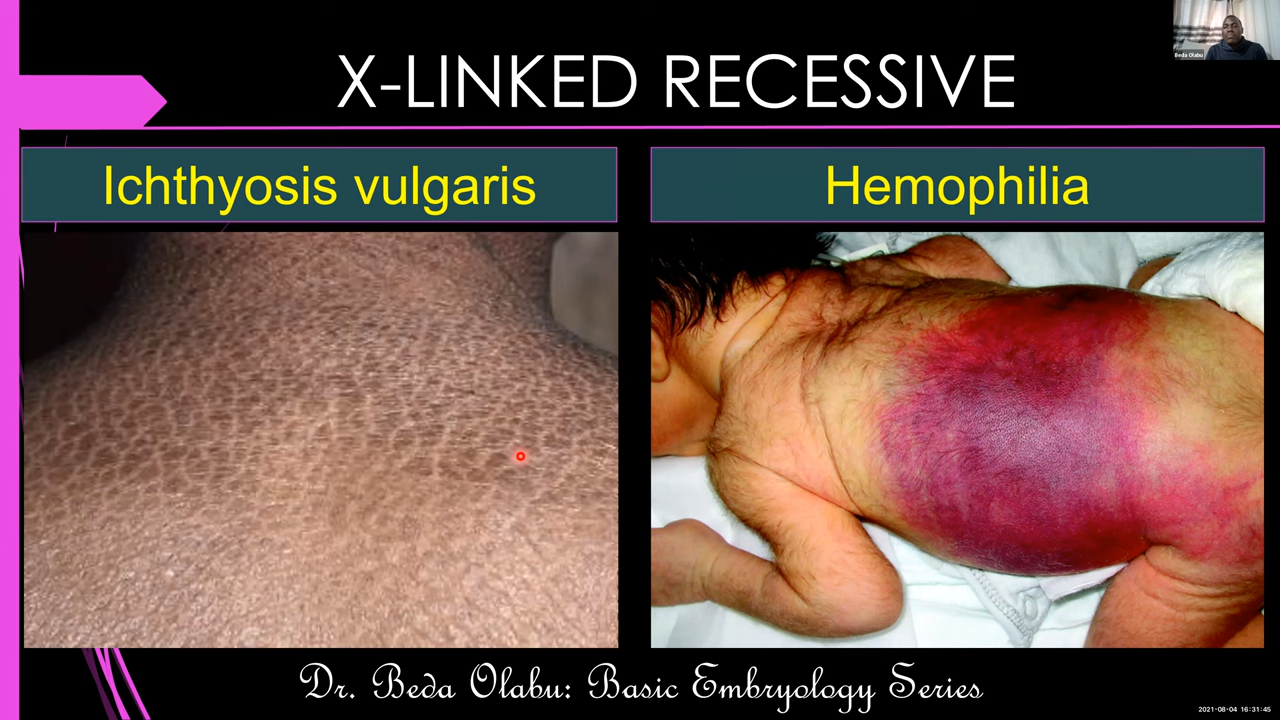 Beda Olabu
X-LINKED RECESSIVE
Ichthyosis vulgaris
Hemophilia
Dr. Beda Olabu: Basic Embryology Series
2021-08-04 16:31:45